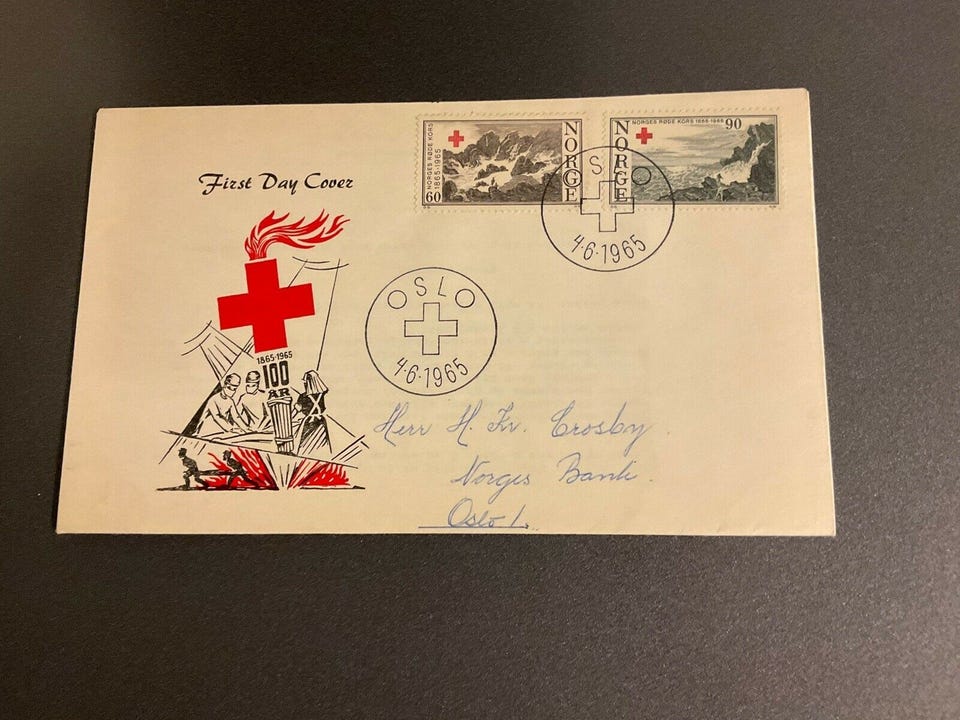 First Day Cover
1865-1965
100
ÅR
NORGES RØDE KORS
1865-1965
60
NORGE
NORGE
NORGES RØDE KORS 1865-1965
90
OSLO
4·6·1965
OSLO
4·6·1965
Herr H. Kr. Crosby
Norges Bank.
Oslo 1.